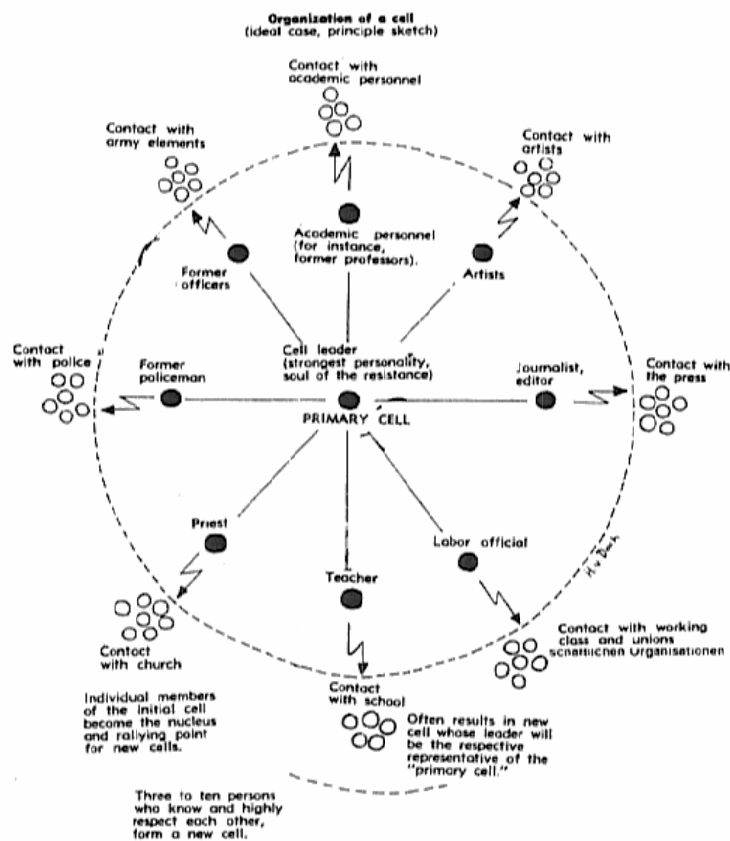 Organization of a cell
(ideal case, principle sketch)
Contact with
academic personnel
Contact with
army elements
Contact with
artists
Academic personnel
(for instance,
former professors).
Former
officers
Artists
Contact
with police
Former
policeman
Cell leader
(strongest personality,
soul of the resistance)
PRIMARY CELL
Journalist,
editor
Contact with
the press
Priest
Labor official
Teacher
H.v.Dach
Contact
with church
Contact with working
class and unions
schaftlichen Organisationen
Contact
with school
Individual members
of the initial cell
become the nucleus
and rallying point
for new cells.
Often results in new
cell whose leader will
be the respective
representative of the
"primary cell."
Three to ten persons
who know and highly
respect each other,
form a new cell.